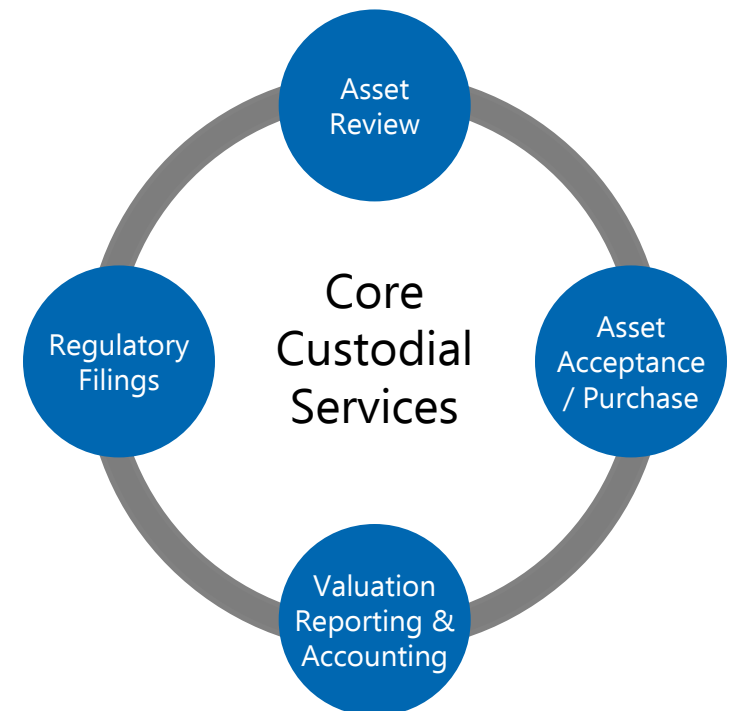 Asset
Review
Core
Custodial
Services
Regulatory
Filings
Asset
Acceptance
/ Purchase
Valuation
Reporting &
Accounting